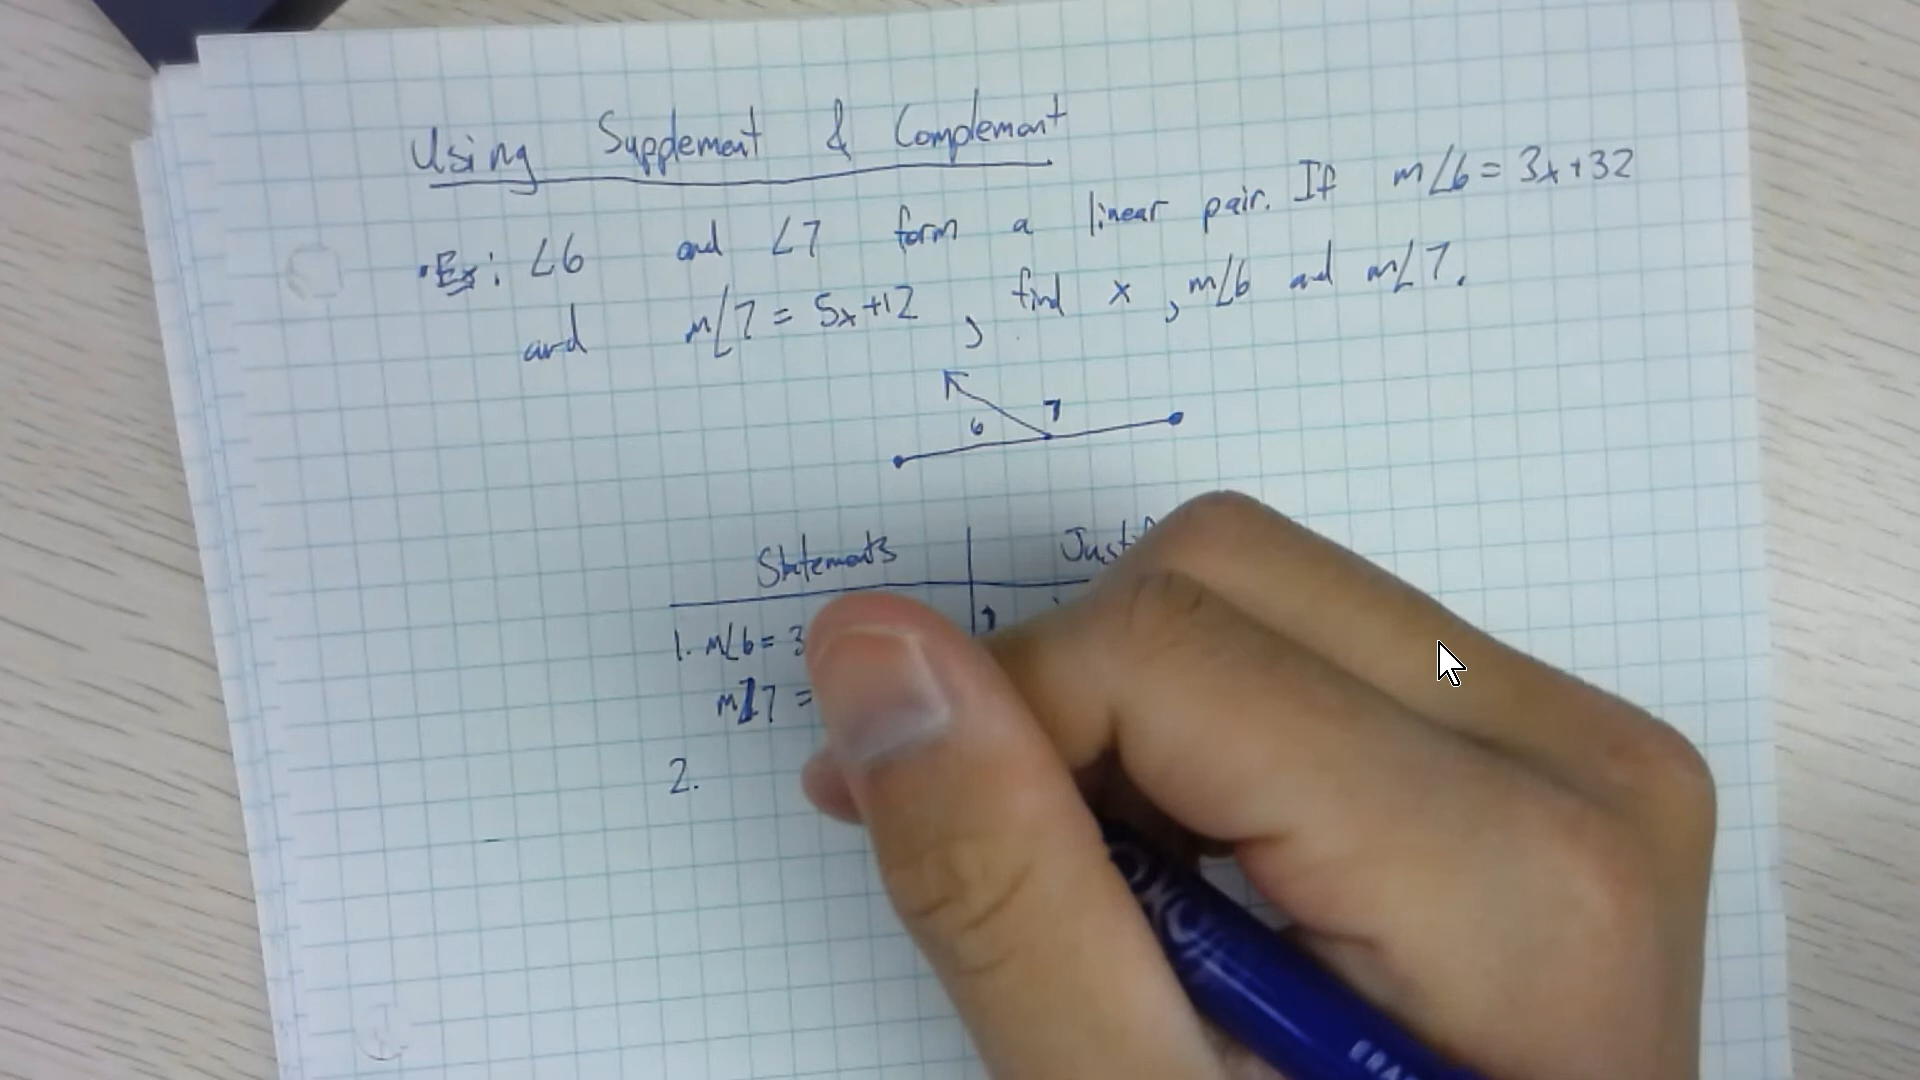 Using Supplement & Complement
• Ex: ∠6 and ∠7 form a linear pair. If m∠6 = 3x+32
and m∠7 = 5x+12, find x, m∠6 and m∠7.
6 7
Statements
1. m∠6 = 3
m∠7 =
2.